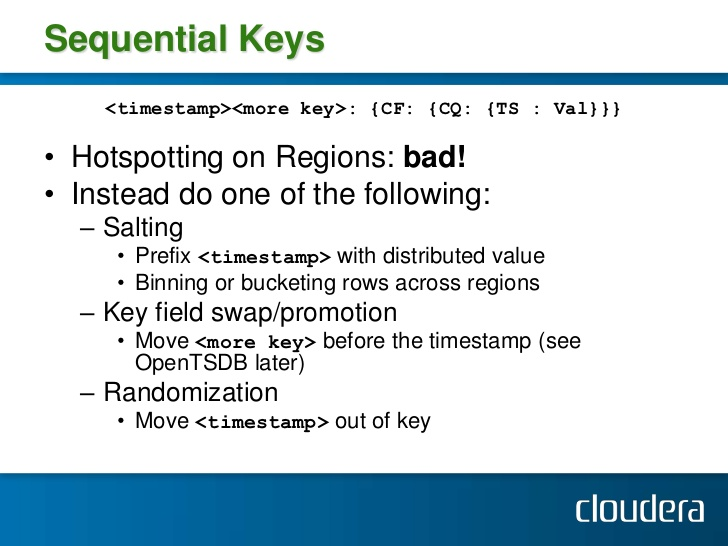 Sequential Keys
<timestamp><more key>: {CF: {CQ: {TS : Val}}}
• Hotspotting on Regions: bad!
• Instead do one of the following:
– Salting
• Prefix <timestamp> with distributed value
• Binning or bucketing rows across regions
– Key field swap/promotion
• Move <more key> before the timestamp (see
OpenTSDB later)
– Randomization
• Move <timestamp> out of key
cloudera